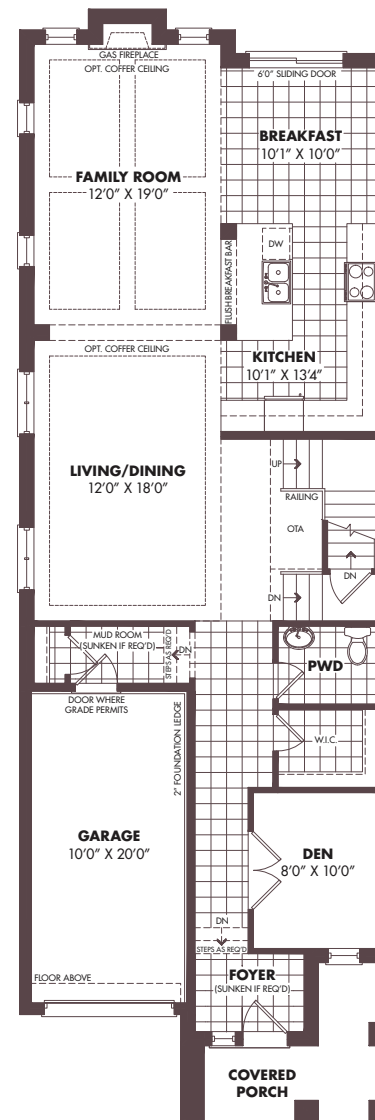 GAS FIREPLACE
OPT. COFFER CEILING
6'0" SLIDING DOOR
BREAKFAST
10'1" X 10'0"
FAMILY ROOM
12'0" X 19'0"
DW
FLUSH BREAKFAST BAR
KITCHEN
10'1" X 13'4"
OPT. COFFER CEILING
LIVING/DINING
12'0" X 18'0"
UP
RAILING
OTA
DN
DN
MUD ROOM
(SUNKEN IF REQ'D)
STEPS AS REQ'D
DN
PWD
DOOR WHERE
GRADE PERMITS
2" FOUNDATION LEDGE
W.I.C.
GARAGE
10'0" X 20'0"
DEN
8'0" X 10'0"
DN
STEPS AS REQ'D
FLOOR ABOVE
FOYER
(SUNKEN IF REQ'D)
COVERED
PORCH